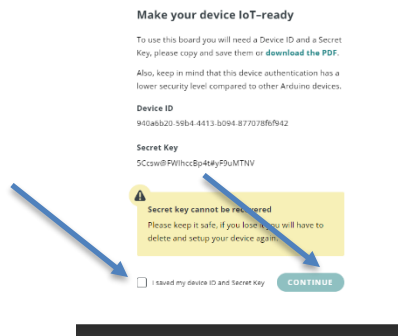 Make your device IoT-ready
To use this board you will need a Device ID and a Secret
Key, please copy and save them or download the PDF.
Also, keep in mind that this device authentication has a
lower security level compared to other Arduino devices.
Device ID
940a6b20-59b4-4413-b094-877078f6f942
Secret Key
5Ccsw@FWIhccBp4t#yF9uMTNV
Secret key cannot be recovered
Please keep it safe, if you lose it you will have to
delete and setup your device again.
I saved my device ID and Secret Key
CONTINUE